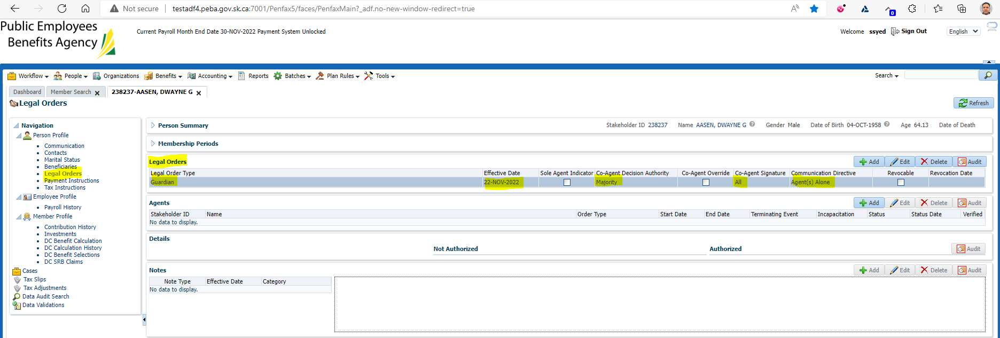 Not secure | testadf4.peba.gov.sk.ca:7001/Penfax5/faces/PenfaxMain?_adf.no-new-window-redirect=true
0
Public Employees
Benefits Agency
Current Payroll Month End Date 30-NOV-2022 Payment System Unlocked
Welcome ssyed Sign Out English
Workflow People Organizations Benefits Accounting Reports Batches Plan Rules Tools Search
Dashboard Member Search 238237-AASEN, DWAYNE G
Legal Orders
Refresh
Navigation
Person Profile
Communication
Contacts
Marital Status
Beneficiaries
Legal Orders
Payment Instructions
Tax Instructions
Employee Profile
Payroll History
Member Profile
Contribution History
Investments
DC Benefit Calculation
DC Calculation History
DC Benefit Selections
DC SRB Claims
Cases
Tax Slips
Tax Adjustments
Data Audit Search
Data Validations
Person Summary Stakeholder ID 238237 Name AASEN, DWAYNE G Gender Male Date of Birth 04-OCT-1958 Age 64.13 Date of Death
Membership Periods
Legal Orders Add Edit Delete Audit
Legal Order Type Effective Date Sole Agent Indicator Co-Agent Decision Authority Co-Agent Override Co-Agent Signature Communication Directive Revocable Revocation Date
Guardian 22-NOV-2022 Majority All Agent(s) Alone
Agents Add Edit Delete Audit
Stakeholder ID Name Order Type Start Date End Date Terminating Event Incapacitation Status Status Date Verified
No data to display.
Details
Not Authorized Authorized Audit
Notes Add Edit Delete Audit
Note Type Effective Date Category
No data to display.